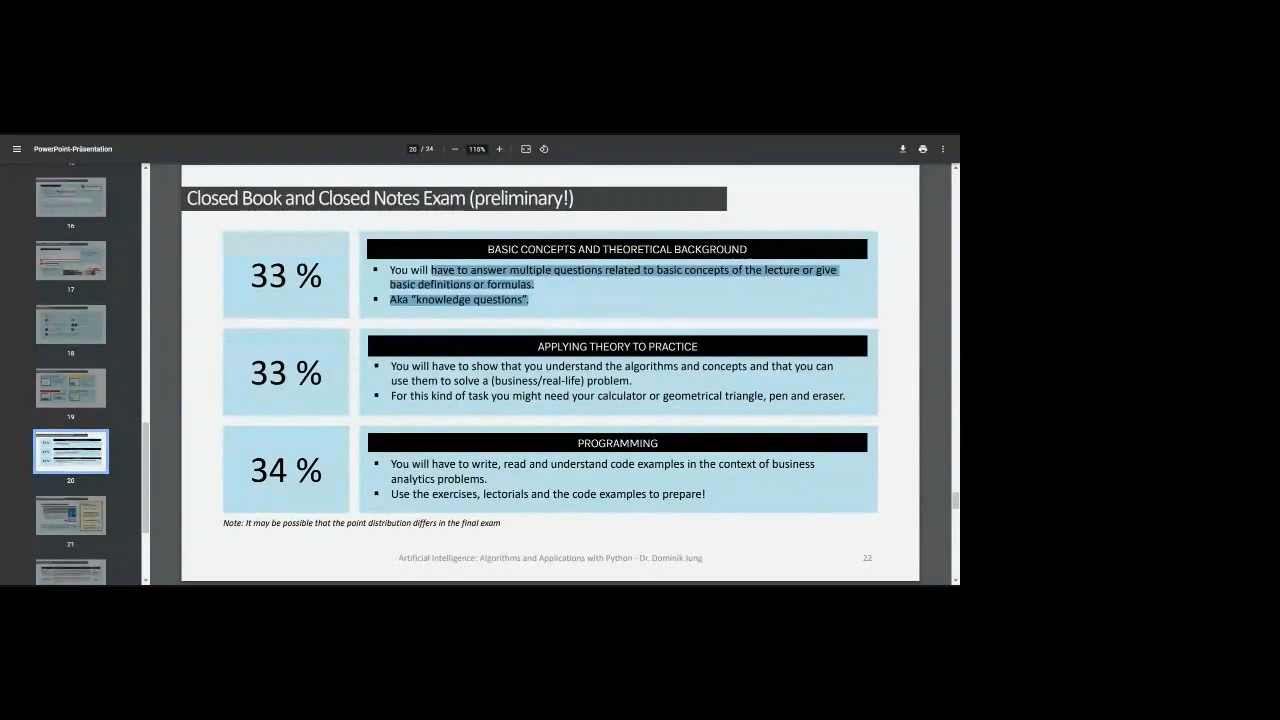 PowerPoint-Präsentation
20 / 24
115%
16
17
18
19
20
21
Closed Book and Closed Notes Exam (preliminary!)
33 %
BASIC CONCEPTS AND THEORETICAL BACKGROUND
▪ You will have to answer multiple questions related to basic concepts of the lecture or give
basic definitions or formulas.
▪ Aka “knowledge questions”.
33 %
APPLYING THEORY TO PRACTICE
▪ You will have to show that you understand the algorithms and concepts and that you can
use them to solve a (business/real-life) problem.
▪ For this kind of task you might need your calculator or geometrical triangle, pen and eraser.
34 %
PROGRAMMING
▪ You will have to write, read and understand code examples in the context of business
analytics problems.
▪ Use the exercises, lectorials and the code examples to prepare!
Note: It may be possible that the point distribution differs in the final exam
Artificial Intelligence: Algorithms and Applications with Python - Dr. Dominik Jung
22